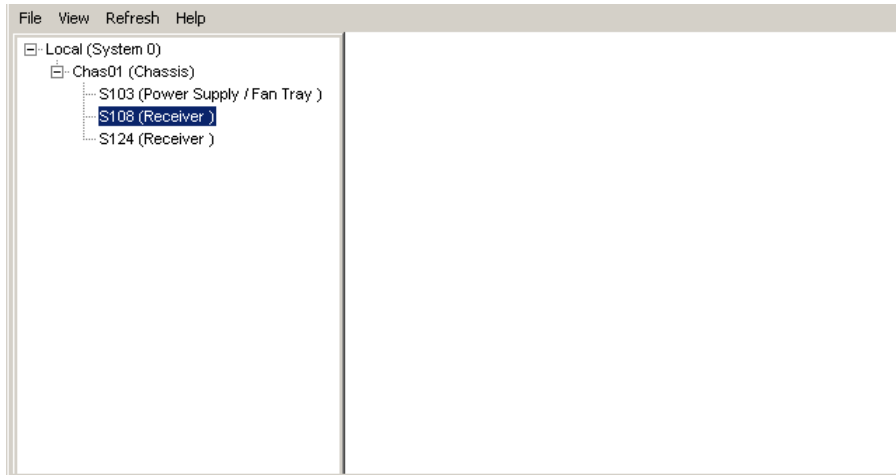 File View Refresh Help
Local (System 0)
Chas01 (Chassis)
S103 (Power Supply / Fan Tray )
S108 (Receiver )
S124 (Receiver )